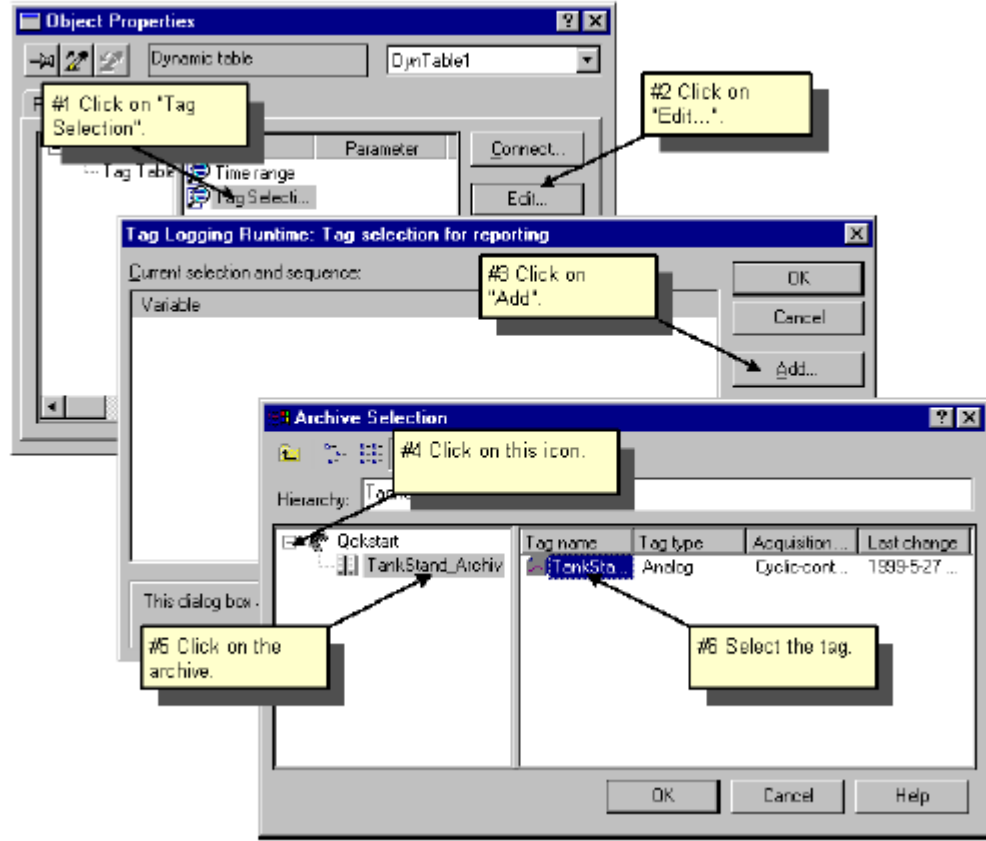 Object Properties
Dynamic table
DynTable1
#1 Click on "Tag
Selection".
#2 Click on
"Edit...".
Parameter
Connect...
Tag Table
Time range
Tag Selecti...
Edit...
Tag Logging Runtime: Tag selection for reporting
Current selection and sequence:
#3 Click on
"Add".
OK
Variable
Cancel
Add...
Archive Selection
#4 Click on this icon.
Hierarchy:
Qckstart
TankStand_Archiv
Tag name
Tag type
Acquisition...
Last change
TankSta...
Analog
Cyclic-cont...
1999-5-27 ...
This dialog box
#5 Click on the
archive.
#6 Select the tag.
OK
Cancel
Help